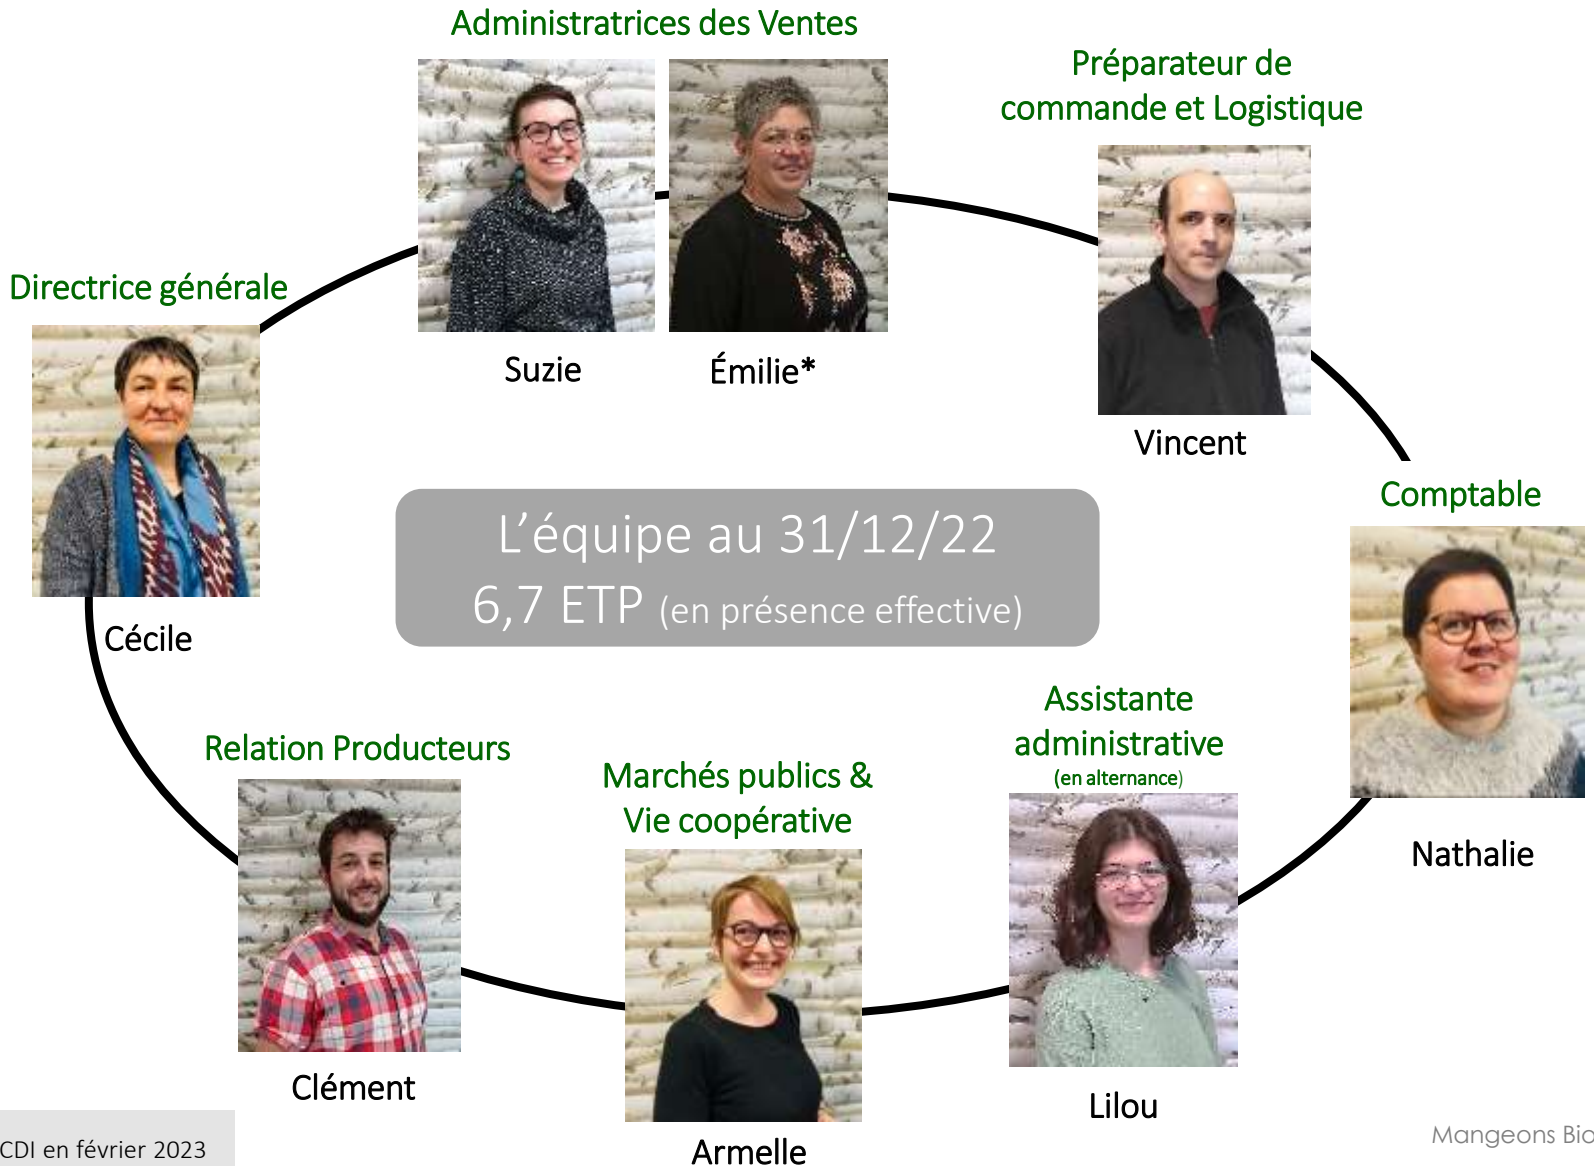 Administratrices des Ventes
Préparateur de
commande et Logistique
Directrice générale
Suzie
Émilie*
Vincent
Comptable
L’équipe au 31/12/22
6,7 ETP (en présence effective)
Cécile
Assistante
administrative
(en alternance)
Relation Producteurs
Marchés publics &
Vie coopérative
Nathalie
Clément
Lilou
Armelle
CDI en février 2023
Mangeons Bio